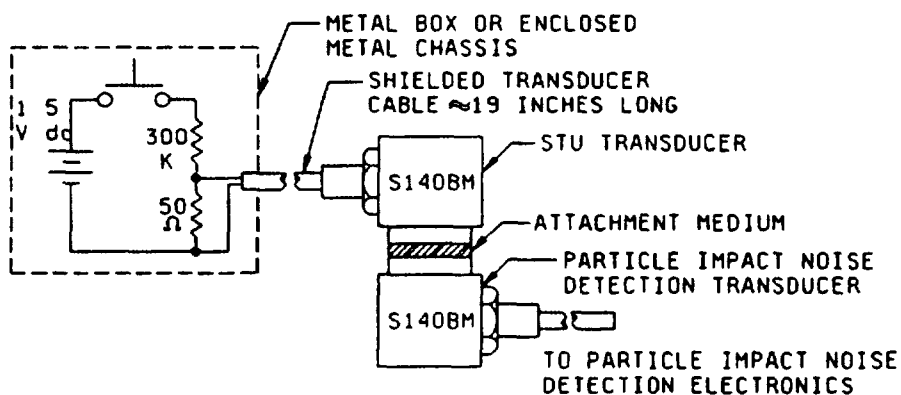 METAL BOX OR ENCLOSED
METAL CHASSIS
SHIELDED TRANSDUCER
CABLE ≈19 INCHES LONG
1 5
V dc
300
K
50
Ω
STU TRANSDUCER
S140BM
ATTACHMENT MEDIUM
PARTICLE IMPACT NOISE
DETECTION TRANSDUCER
S140BM
TO PARTICLE IMPACT NOISE
DETECTION ELECTRONICS